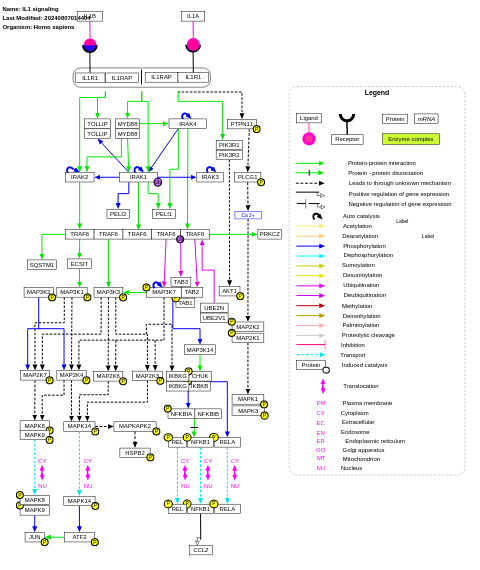 Name: IL1 signaling
Last Modified: 20240807014404
Organism: Homo sapiens
IL1B
IL1A
IL1R1 IL1RAP IL1RAP IL1R1
TOLLIP MYD88 IRAK4 PTPN11
TOLLIP MYD88
PIK3R1
PIK3R2
IRAK2 IRAK1 IRAK3 PLCG1
PELI2 PELI1 Ca 2+
TRAF6 TRAF6 TRAF6 TRAF6 TRAF6 PRKCZ
SQSTM1 ECSIT
TAB3
MAP3K2 MAP3K1 MAP3K3 MAP3K7 TAB2 AKT1
TAB1
UBE2N
UBE2V1
MAP2K2
MAP2K1
MAP3K14
MAP2K7 MAP2K4 MAP2K6 MAP2K3 IKBKG CHUK
IKBKG IKBKB
MAPK1
MAPK3
NFKBIA NFKBIB
MAPK8 MAPK14 MAPKAPK2
MAPK9
HSPB2
REL NFKB1 RELA
CY CY CY CY CY
NU NU NU NU NU
MAPK8 MAPK14
MAPK9
REL NFKB1 RELA
JUN ATF2
CCL2
Legend
Ligand Receptor Protein mRNA
Enzyme complex
Protein-protein interaction
Protein - protein dissociation
Leads to through unknown mechanism
Positive regulation of gene expression
Negative regulation of gene expression
Auto catalysis
Label
Acetylation
Deacetylation Label
Phosphorylation
Dephosphorylation
Sumoylation
Desumoylation
Ubiquitination
Deubiquitination
Methylation
Demethylation
Palmitoylation
Proteolytic cleavage
Inhibition
Transport
Protein Induced catalysis
Translocation
PM Plasma membrane
CY Cytoplasm
EC Extracellular
EN Endosome
ER Endoplasmic reticulum
GO Golgi apparatus
MT Mitochondrion
NU Nucleus